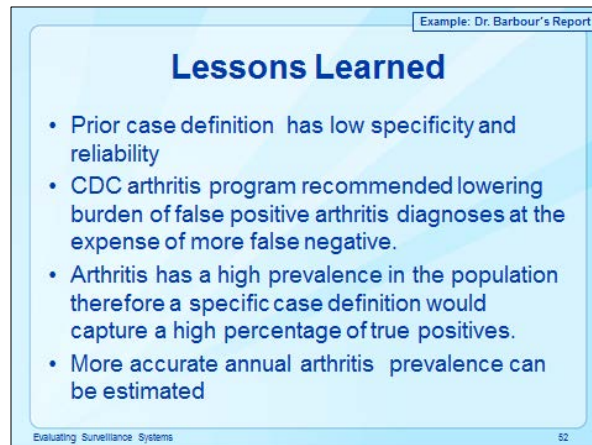 Example: Dr. Barbour's Report
Lessons Learned
• Prior case definition has low specificity and
reliability
• CDC arthritis program recommended lowering
burden of false positive arthritis diagnoses at the
expense of more false negative.
• Arthritis has a high prevalence in the population
therefore a specific case definition would
capture a high percentage of true positives.
• More accurate annual arthritis prevalence can
be estimated
Evaluating Surveillance Systems
52